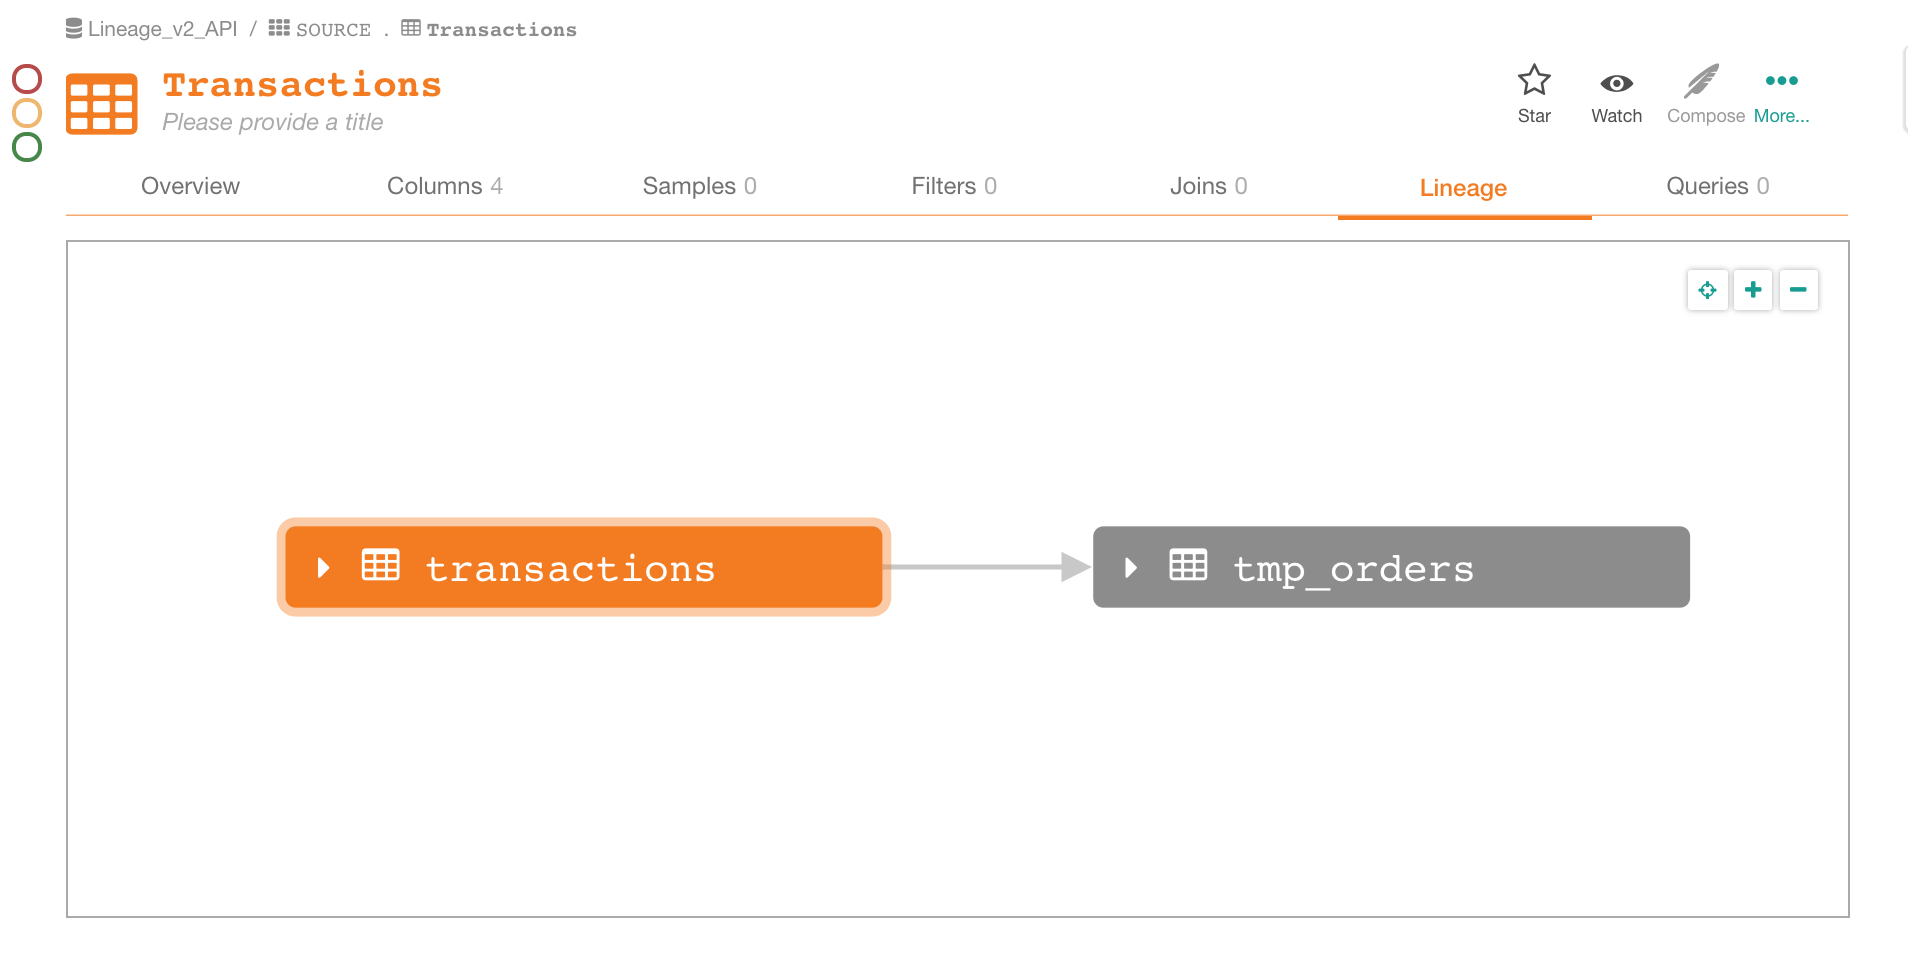 Lineage_v2_API / SOURCE . Transactions
Transactions
Please provide a title
Star Watch Compose More...
Overview Columns 4 Samples 0 Filters 0 Joins 0 Lineage Queries 0
transactions tmp_orders